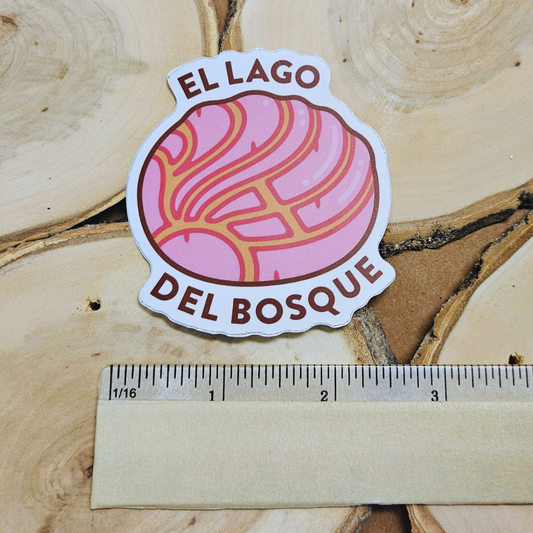 EL LAGO
DEL BOSQUE
1/16 1 2 3